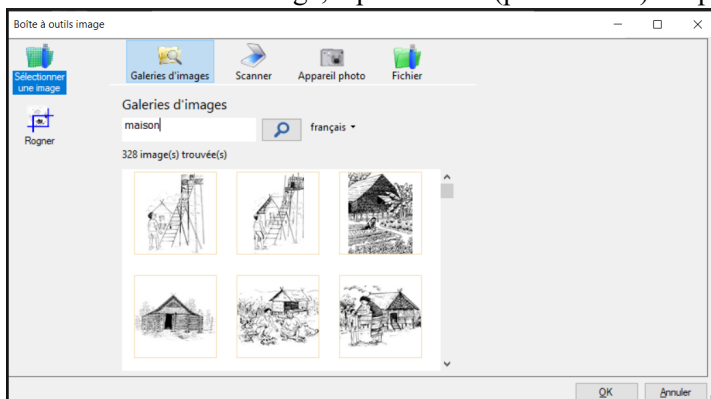 Boîte à outils image
Sélectionner
une image
Rogner
Galeries d'images
Scanner
Appareil photo
Fichier
Galeries d'images
maison
français
328 image(s) trouvée(s)
OK
Annuler